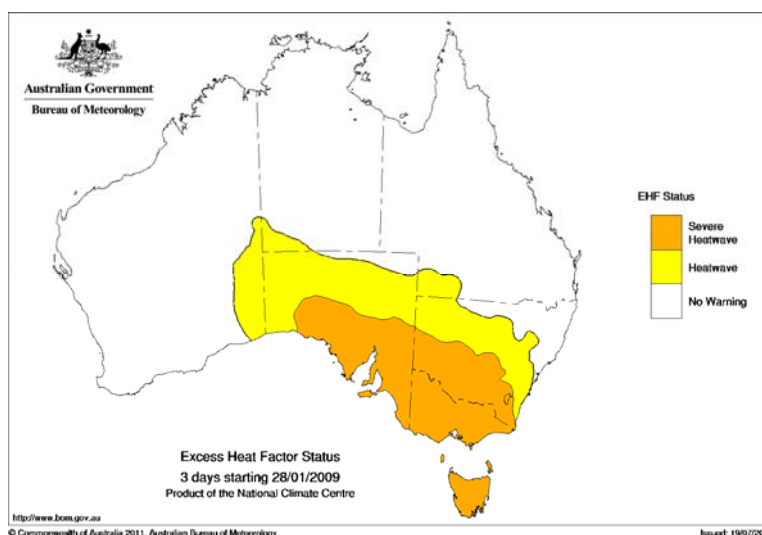 Australian Government
Bureau of Meteorology
EHF Status
Severe
Heatwave
Heatwave
No Warning
Excess Heat Factor Status
3 days starting 28/01/2009
Product of the National Climate Centre
http://www.bom.gov.au
© Commonwealth of Australia 2011, Australian Bureau of Meteorology
Issued: